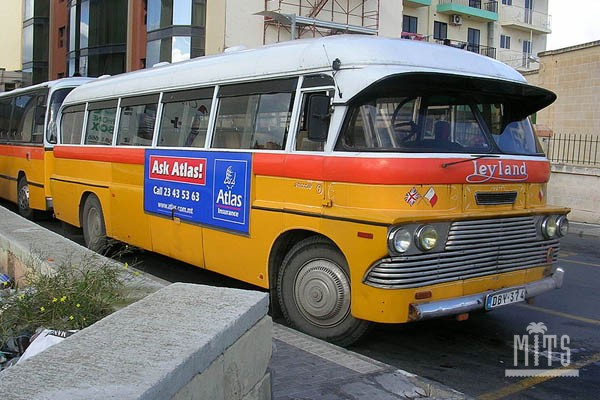 Ask Atlas!
Call 23 43 53 63
www.atlas.com.mt
Atlas
Insurance
Leyland
DBY·374
MITS